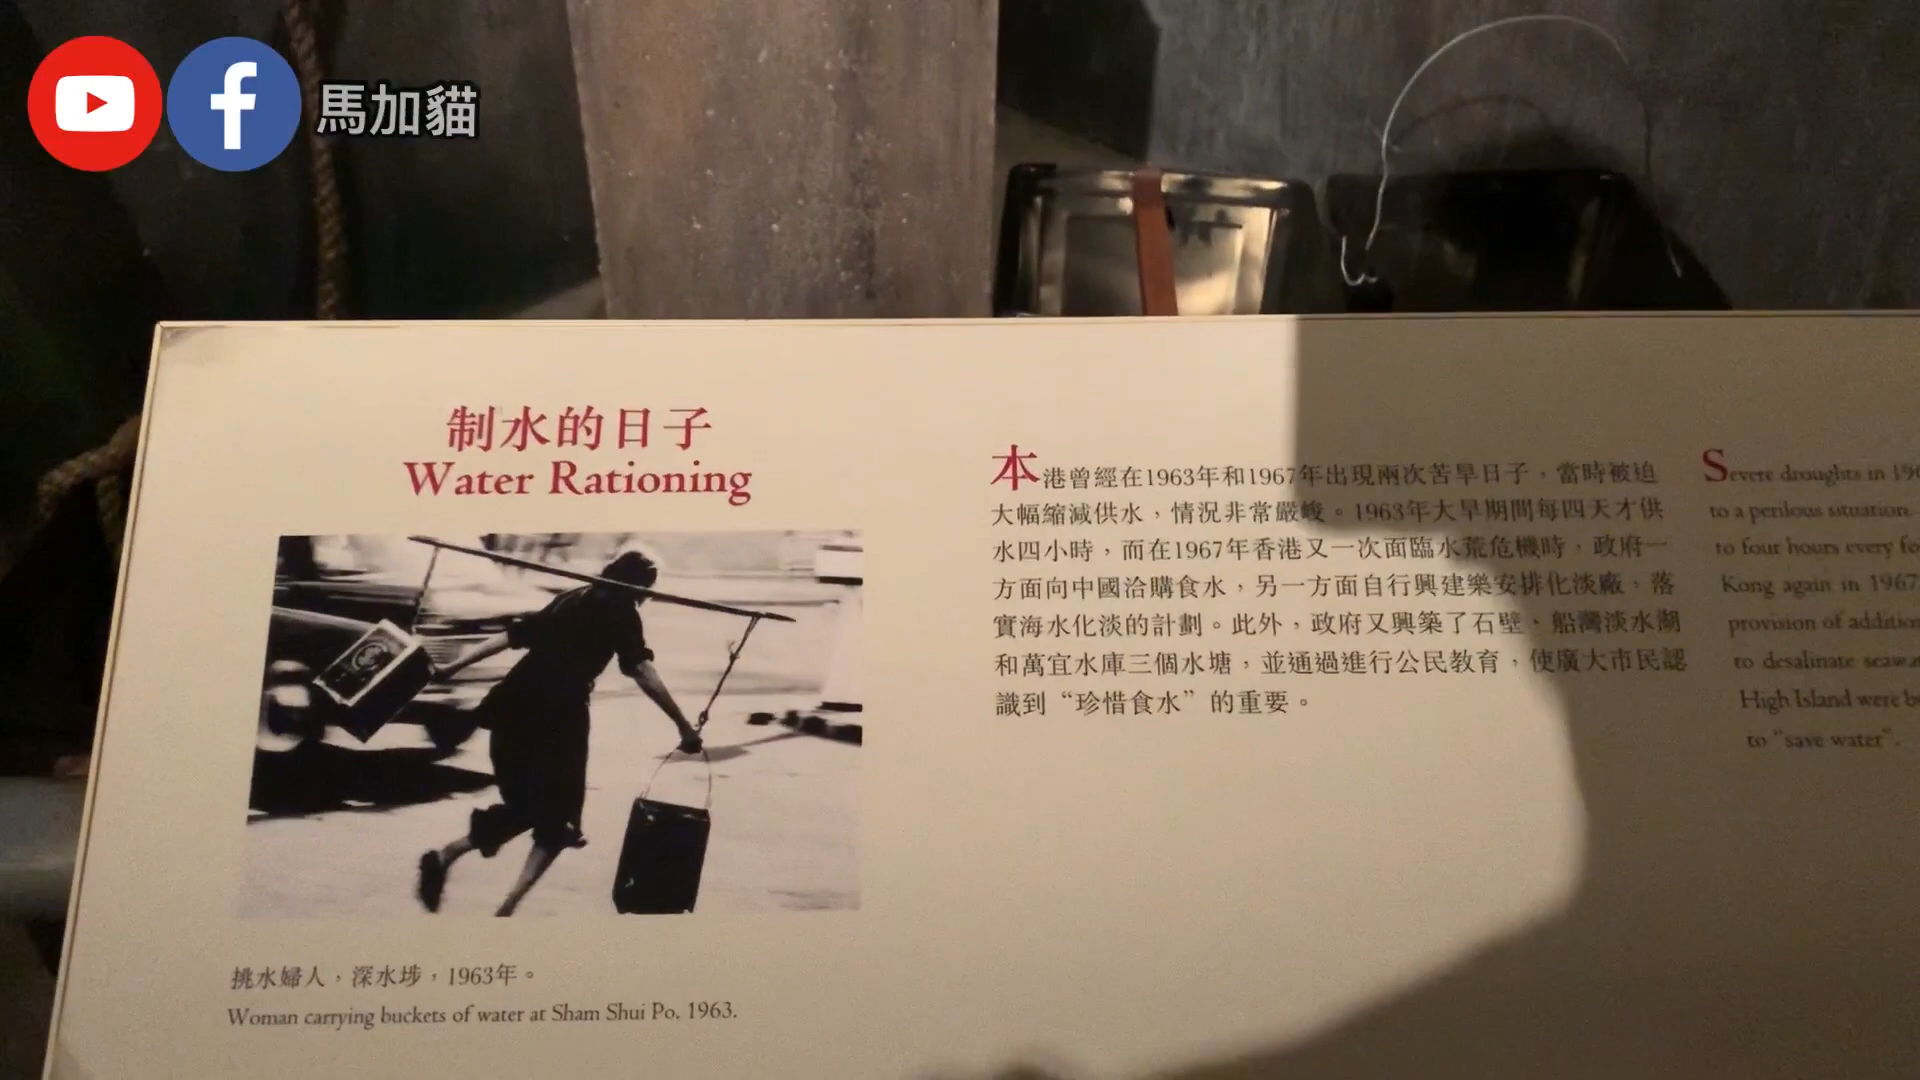 馬加貓
制水的日子
Water Rationing
本港曾經在1963年和1967年出現兩次苦旱日子，當時被迫
大幅縮減供水，情況非常嚴峻。1963年大旱期間每四天才供
水四小時，而在1967年香港又一次面臨水荒危機時，政府一
方面向中國洽購食水，另一方面自行興建樂安排化淡廠，落
實海水化淡的計劃。此外，政府又興築了石壁、船灣淡水湖
和萬宜水庫三個水塘，並通過進行公民教育，使廣大市民認
識到“珍惜食水”的重要。
Severe droughts in 196
to a perilous situation.
to four hours every fo
Kong again in 1967
provision of addition
to desalinate seawa
High Island were b
to "save water".
挑水婦人，深水埗，1963年。
Woman carrying buckets of water at Sham Shui Po, 1963.